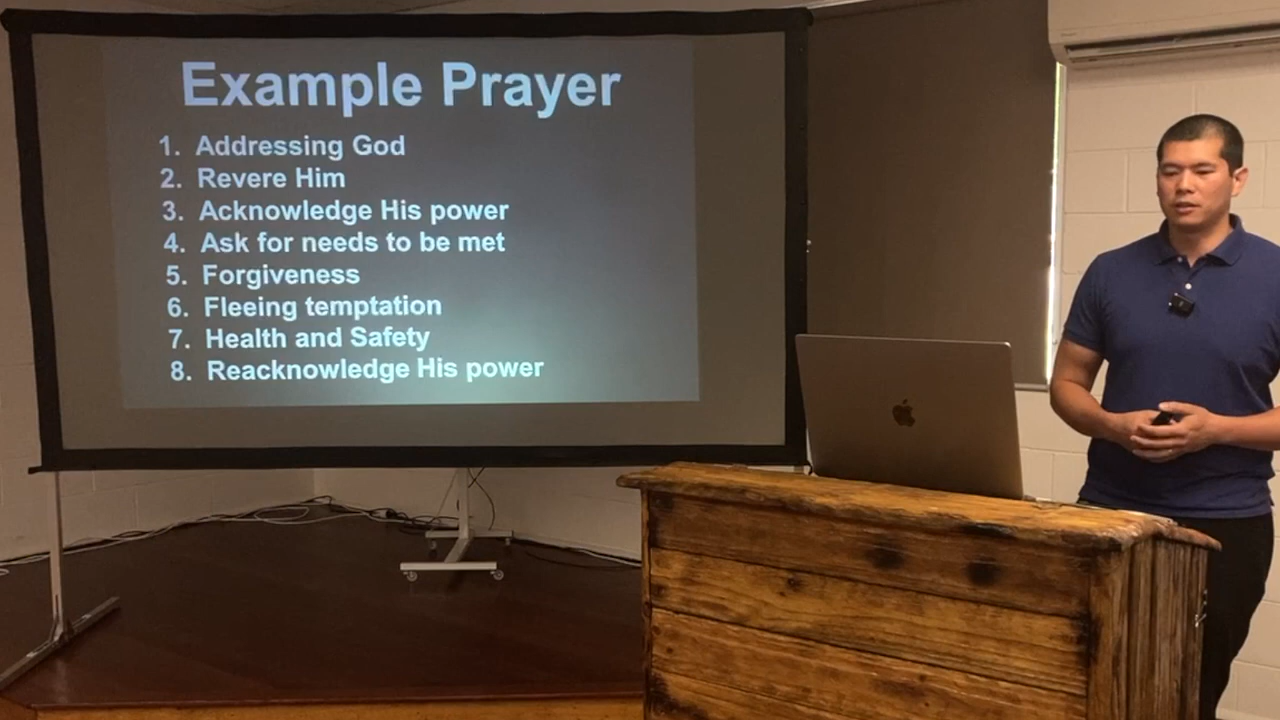 Example Prayer
1. Addressing God
2. Revere Him
3. Acknowledge His power
4. Ask for needs to be met
5. Forgiveness
6. Fleeing temptation
7. Health and Safety
8. Reacknowledge His power